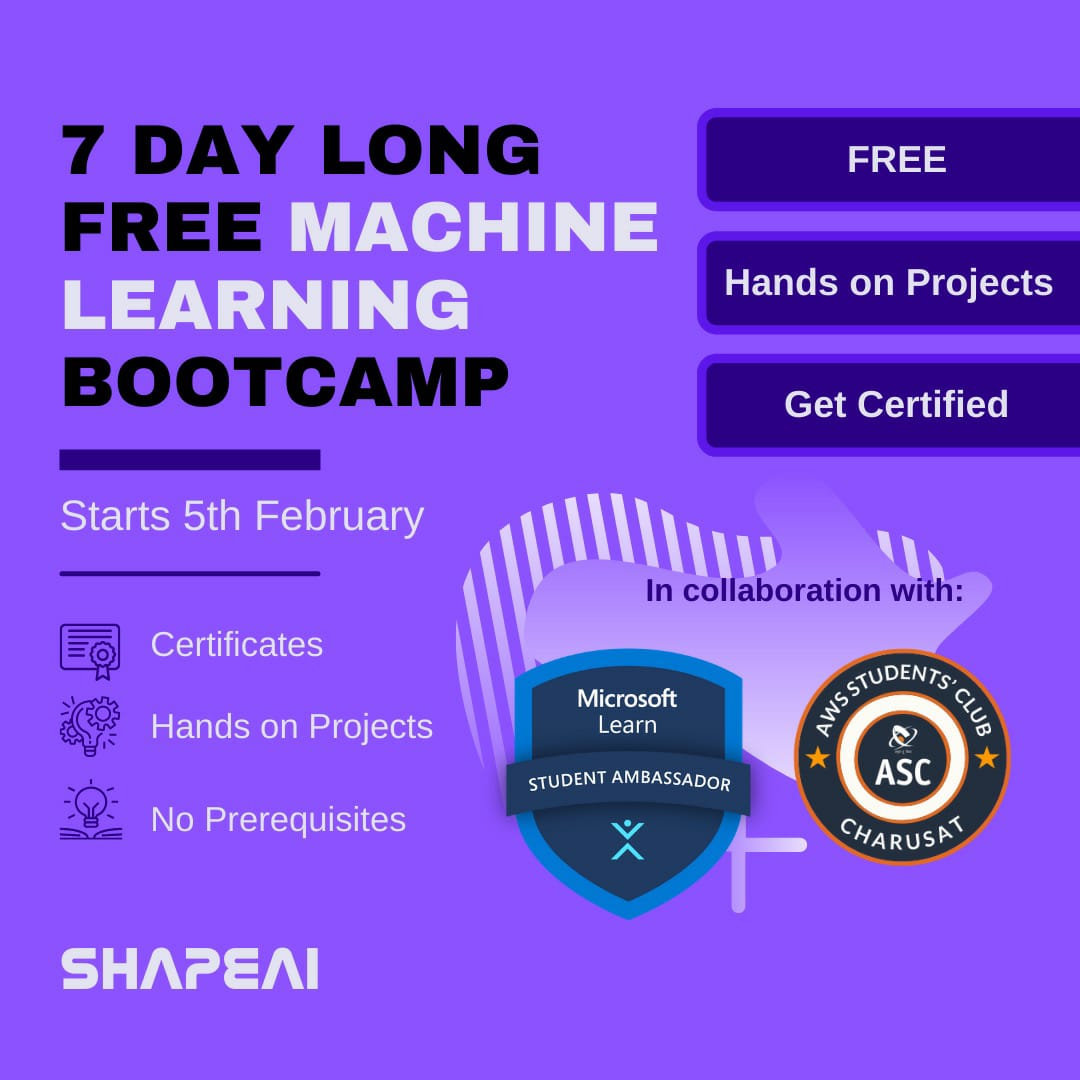 7 DAY LONG
FREE MACHINE
LEARNING
BOOTCAMP
Starts 5th February
Certificates
Hands on Projects
No Prerequisites
SHAPEAI
FREE
Hands on Projects
Get Certified
In collaboration with:
Microsoft
Learn
STUDENT AMBASSADOR
AWS STUDENTS' CLUB
ASC
CHARUSAT